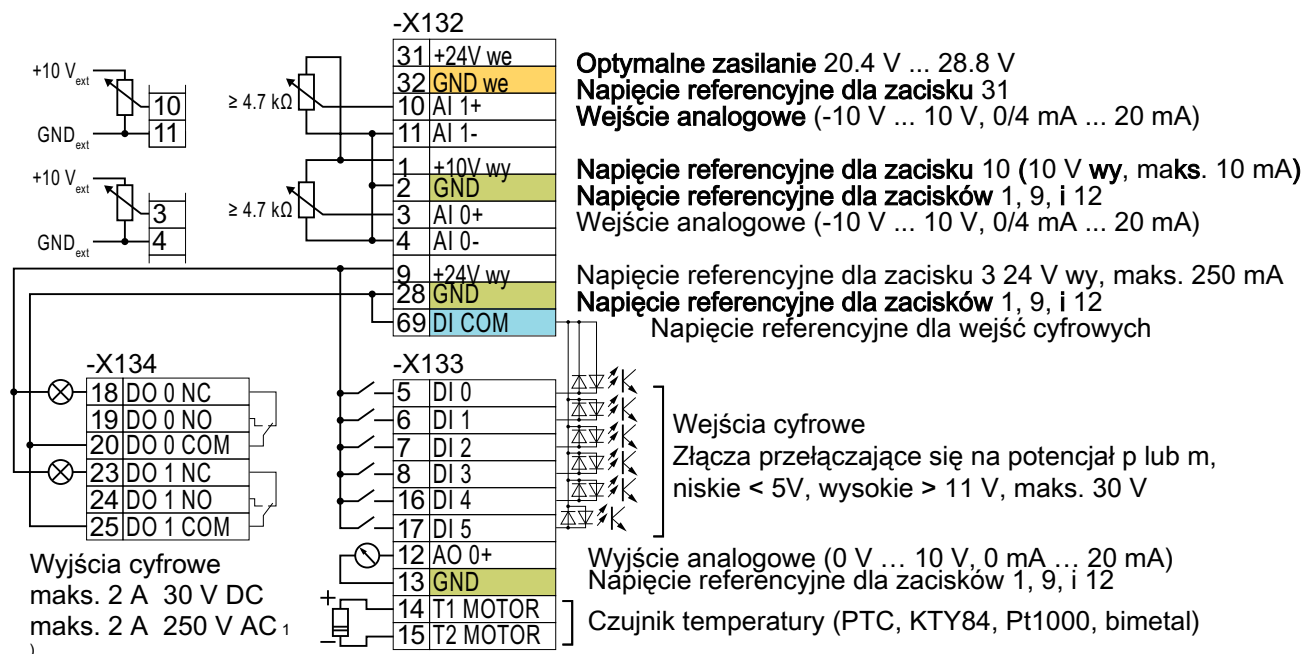 -X132
31 +24V we Optymalne zasilanie 20.4 V ... 28.8 V
32 GND we Napięcie referencyjne dla zacisku 31
10 AI 1+ Wejście analogowe (-10 V ... 10 V, 0/4 mA ... 20 mA)
11 AI 1-
1 +10V wy Napięcie referencyjne dla zacisku 10 (10 V wy, maks. 10 mA)
2 GND Napięcie referencyjne dla zacisków 1, 9, i 12
3 AI 0+ Wejście analogowe (-10 V ... 10 V, 0/4 mA ... 20 mA)
4 AI 0-
9 +24V wy Napięcie referencyjne dla zacisku 3 24 V wy, maks. 250 mA
28 GND Napięcie referencyjne dla zacisków 1, 9, i 12
69 DI COM Napięcie referencyjne dla wejść cyfrowych
+10 Vext
10
GNDext 11
≥ 4.7 kΩ
+10 Vext
3
GNDext 4
≥ 4.7 kΩ
-X134
18 DO 0 NC
19 DO 0 NO
20 DO 0 COM
23 DO 1 NC
24 DO 1 NO
25 DO 1 COM
Wyjścia cyfrowe
maks. 2 A 30 V DC
maks. 2 A 250 V AC 1
)
-X133
5 DI 0
6 DI 1
7 DI 2
8 DI 3
16 DI 4
17 DI 5
Wejścia cyfrowe
Złącza przełączające się na potencjał p lub m,
niskie < 5V, wysokie > 11 V, maks. 30 V
12 AO 0+ Wyjście analogowe (0 V ... 10 V, 0 mA ... 20 mA)
13 GND Napięcie referencyjne dla zacisków 1, 9, i 12
+ 14 T1 MOTOR
− 15 T2 MOTOR
Czujnik temperatury (PTC, KTY84, Pt1000, bimetal)